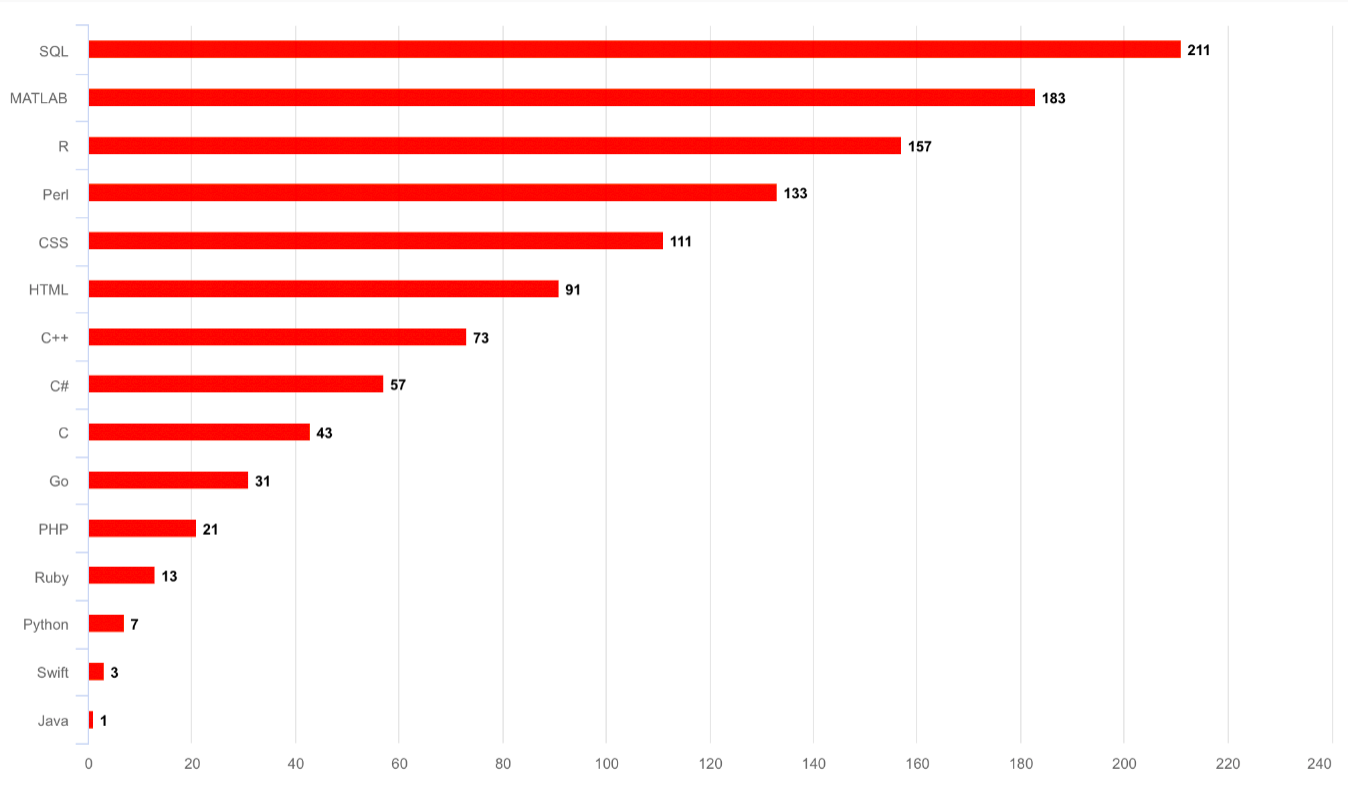 SQL 211
MATLAB 183
R 157
Perl 133
CSS 111
HTML 91
C++ 73
C# 57
C 43
Go 31
PHP 21
Ruby 13
Python 7
Swift 3
Java 1
0 20 40 60 80 100 120 140 160 180 200 220 240